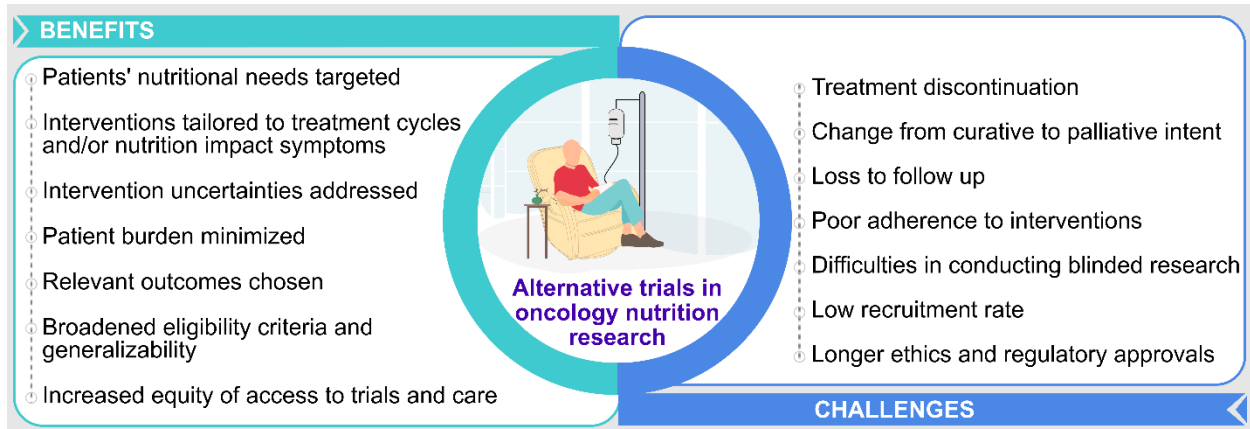 BENEFITS
Patients' nutritional needs targeted
Interventions tailored to treatment cycles
and/or nutrition impact symptoms
Intervention uncertainties addressed
Patient burden minimized
Relevant outcomes chosen
Broadened eligibility criteria and
generalizability
Increased equity of access to trials and care
Alternative trials in
oncology nutrition
research
Treatment discontinuation
Change from curative to palliative intent
Loss to follow up
Poor adherence to interventions
Difficulties in conducting blinded research
Low recruitment rate
Longer ethics and regulatory approvals
CHALLENGES